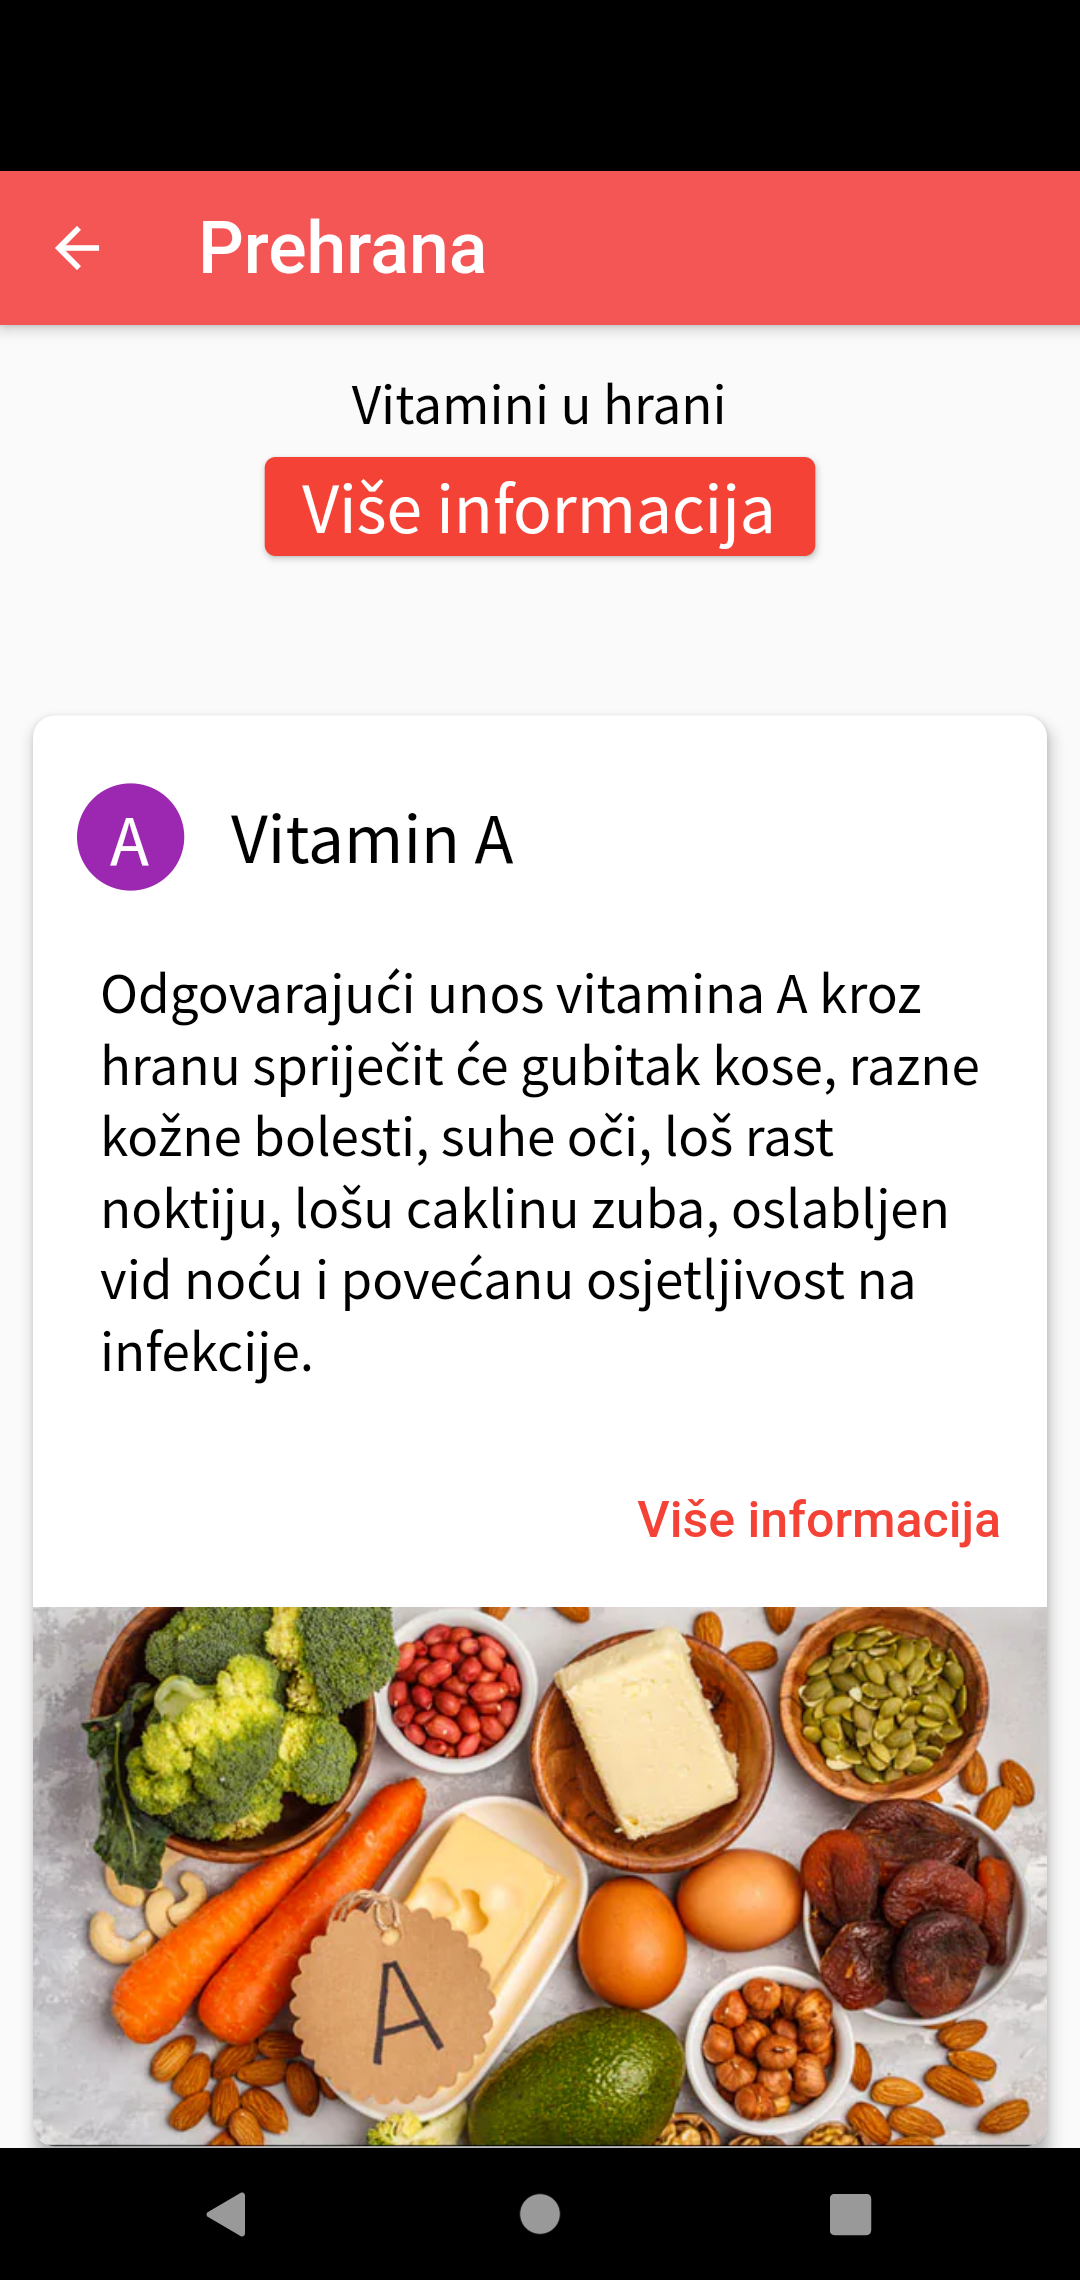 Prehrana
Vitamini u hrani
Više informacija
A
Vitamin A
Odgovarajući unos vitamina A kroz
hranu spriječit će gubitak kose, razne
kožne bolesti, suhe oči, loš rast
noktiju, lošu caklinu zuba, oslabljen
vid noću i povećanu osjetljivost na
infekcije.
Više informacija
A